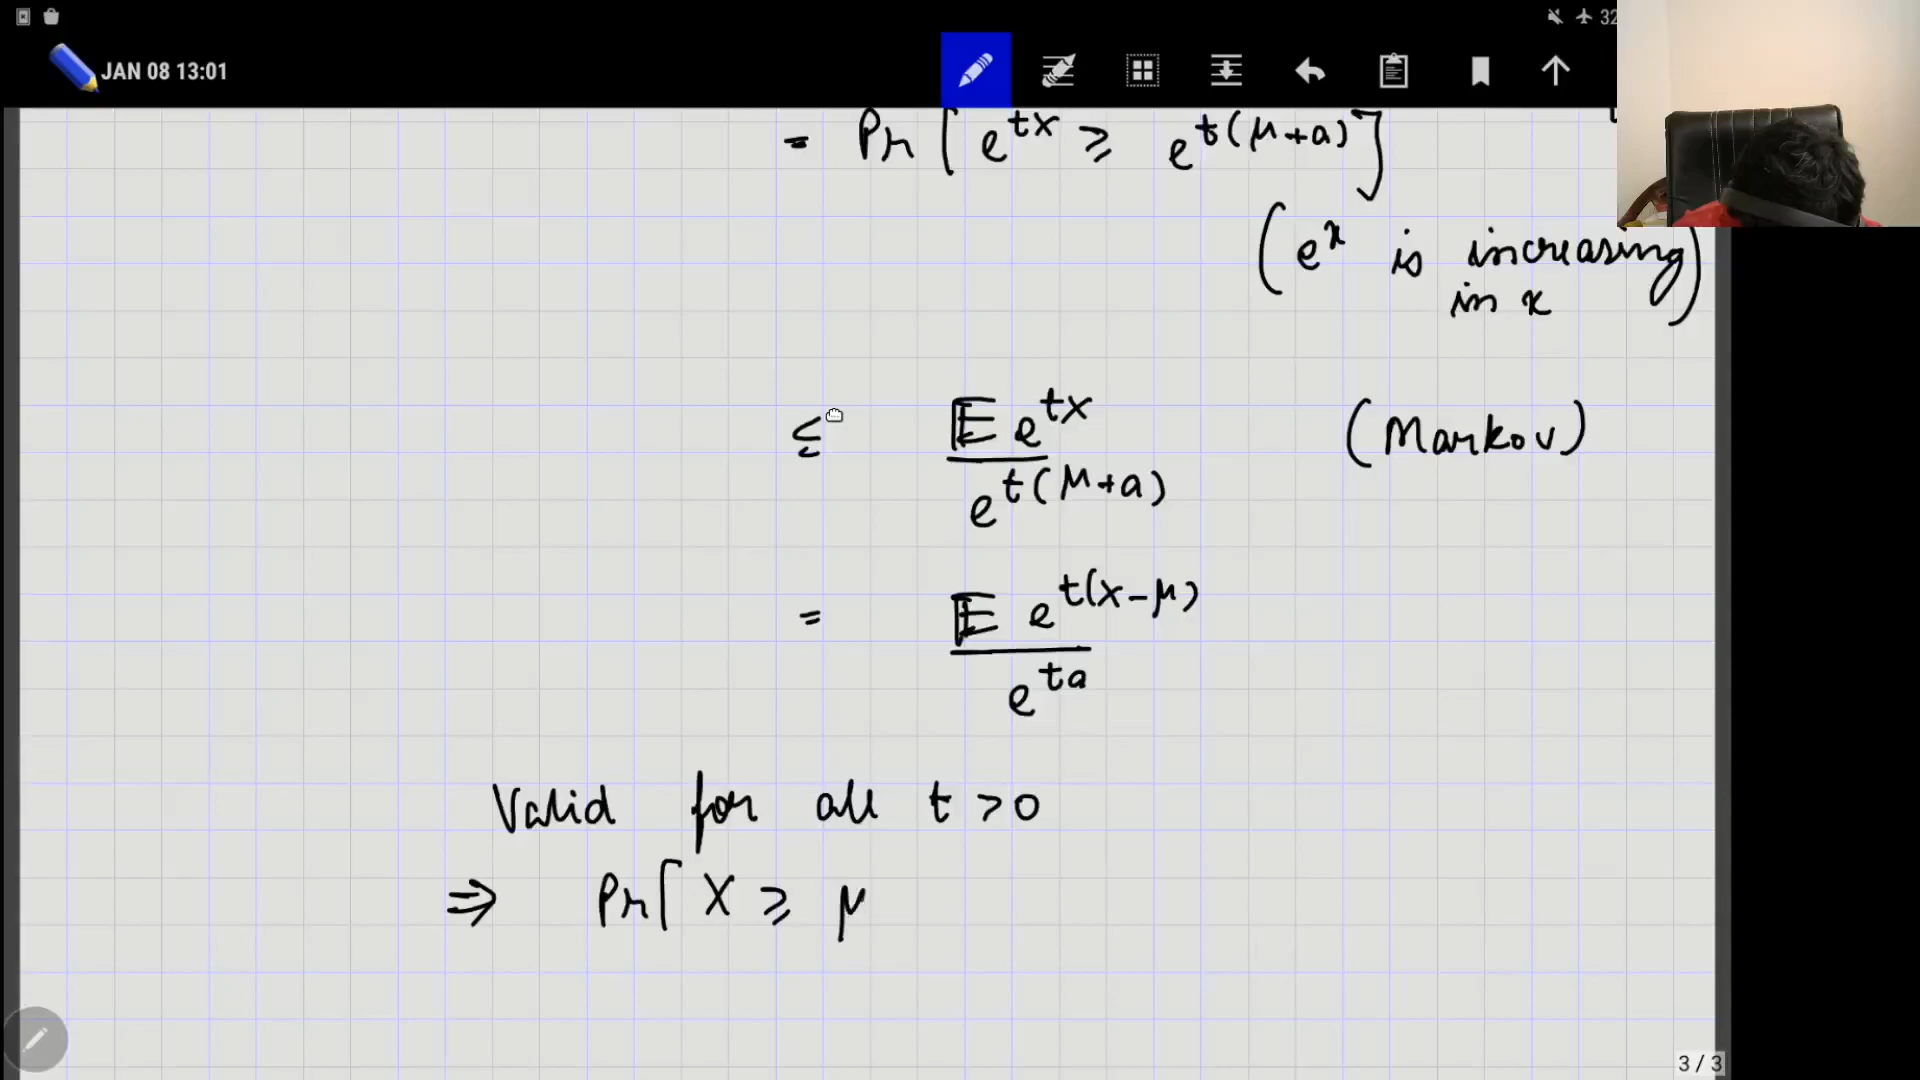 32
JAN 08 13:01
= Pr [ e^{tX} ≥ e^{t(μ+a)} ]
(e^x is increasing
in x)
≤ 𝔼 e^{tX} / e^{t(μ+a)} (Markov)
= 𝔼 e^{t(X-μ)} / e^{ta}
Valid for all t > 0
⇒ Pr[ X ≥ μ
3 / 3